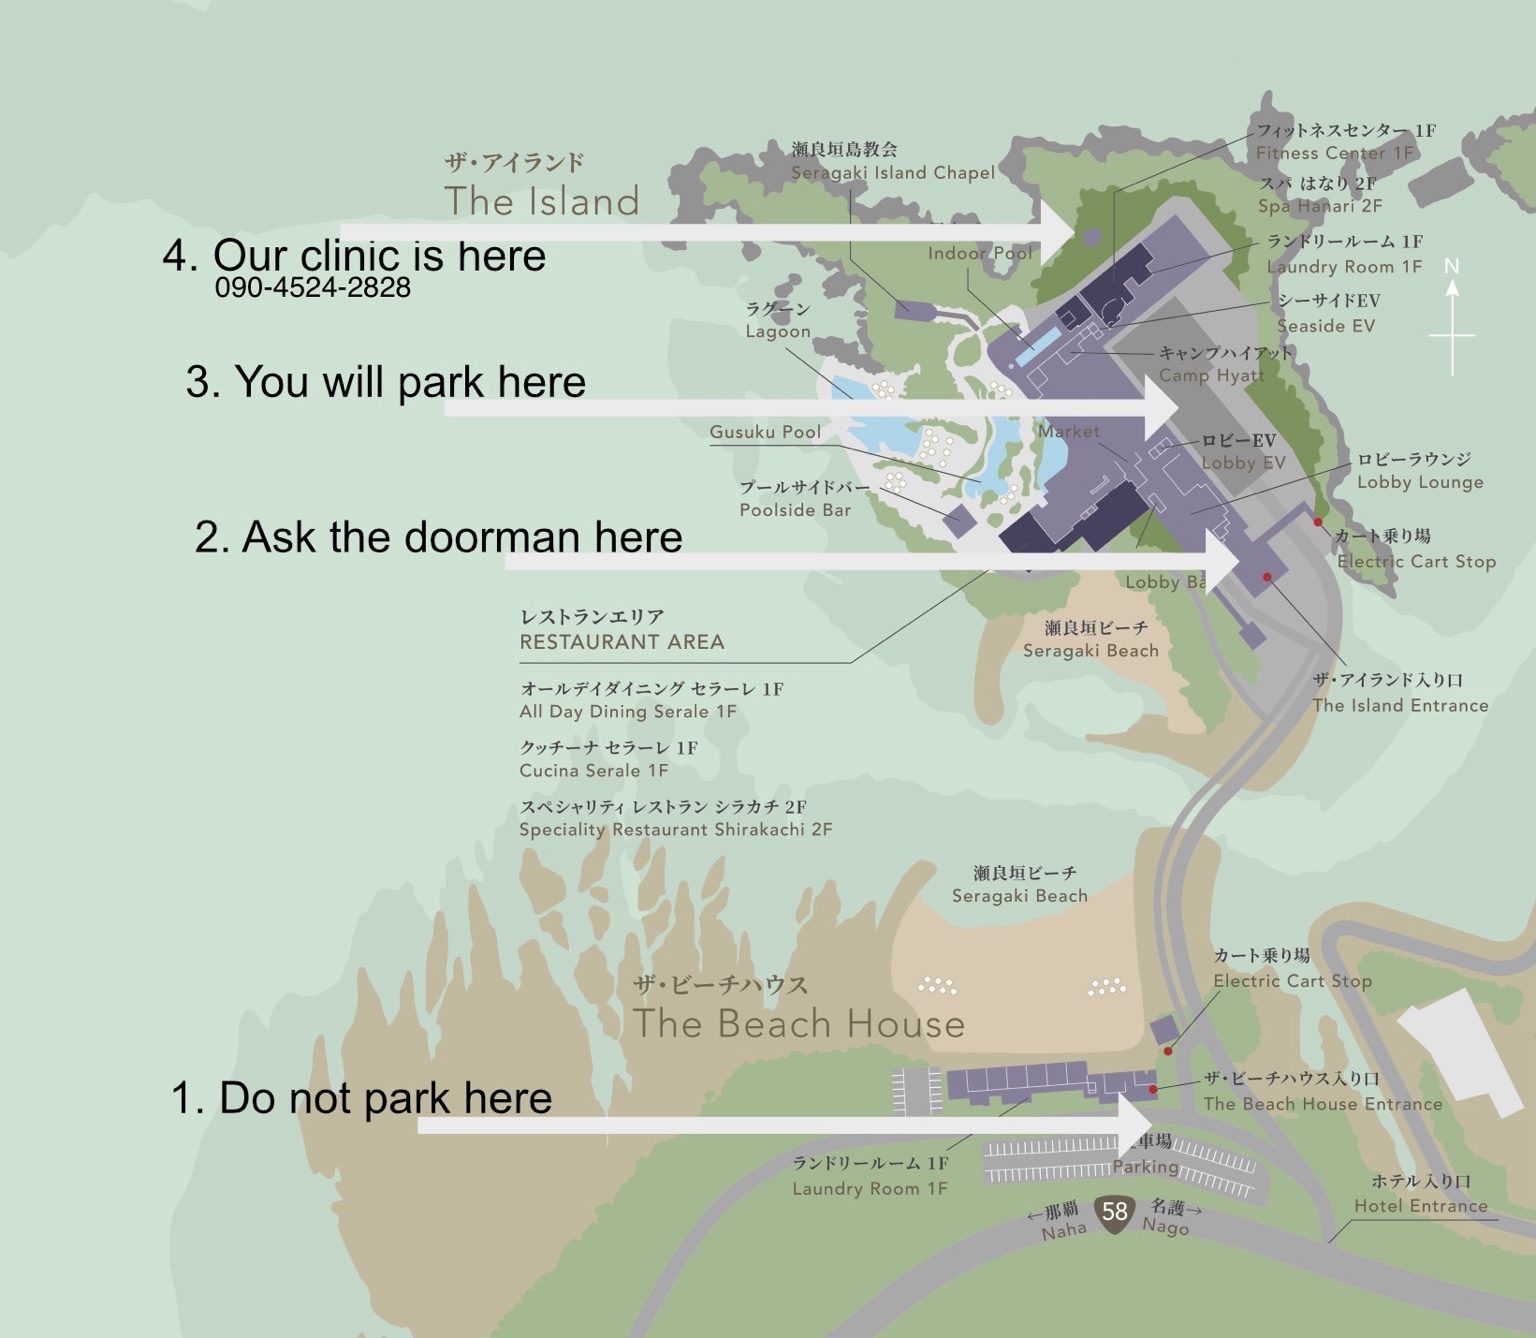 フィットネスセンター 1F
Fitness Center 1F
瀬良垣島教会
Seragaki Island Chapel
ザ・アイランド
The Island
スパ はなり 2F
Spa Hanari 2F
4. Our clinic is here
090-4524-2828
Indoor Pool
ランドリールーム 1F
Laundry Room 1F
N
シーサイドEV
Seaside EV
ラグーン
Lagoon
キャンプハイアット
Camp Hyatt
3. You will park here
Gusuku Pool
Market
ロビーEV
Lobby EV
ロビーラウンジ
Lobby Lounge
プールサイドバー
Poolside Bar
2. Ask the doorman here
カート乗り場
Electric Cart Stop
Lobby Ba
レストランエリア
RESTAURANT AREA
瀬良垣ビーチ
Seragaki Beach
オールデイダイニング セラーレ 1F
All Day Dining Serale 1F
ザ・アイランド入り口
The Island Entrance
クッチーナ セラーレ 1F
Cucina Serale 1F
スペシャリティ レストラン シラカチ 2F
Speciality Restaurant Shirakachi 2F
瀬良垣ビーチ
Seragaki Beach
カート乗り場
Electric Cart Stop
ザ・ビーチハウス
The Beach House
1. Do not park here
ザ・ビーチハウス入り口
The Beach House Entrance
車場
Parking
ランドリールーム 1F
Laundry Room 1F
ホテル入り口
Hotel Entrance
←那覇
Naha
58
名護→
Nago